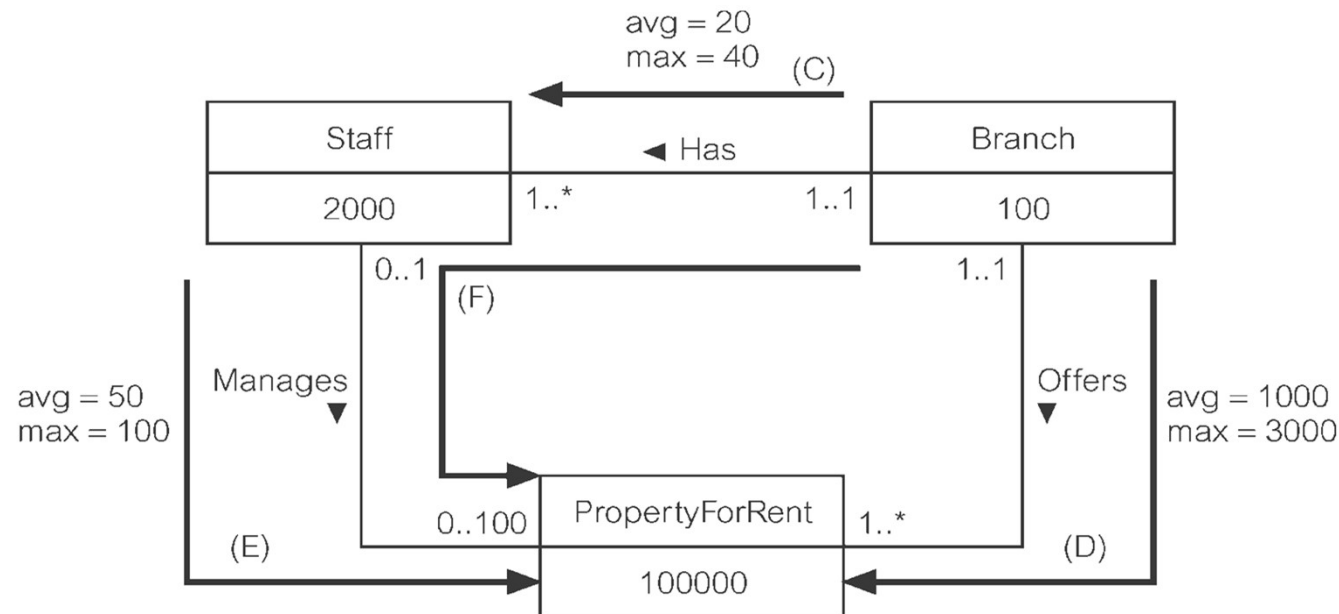 avg = 20
max = 40
(C)
Staff
◄ Has
Branch
2000
1..*
1..1
100
0..1
(F)
1..1
Manages
▼
Offers
▼
avg = 50
max = 100
avg = 1000
max = 3000
0..100
PropertyForRent
1..*
(E)
(D)
100000